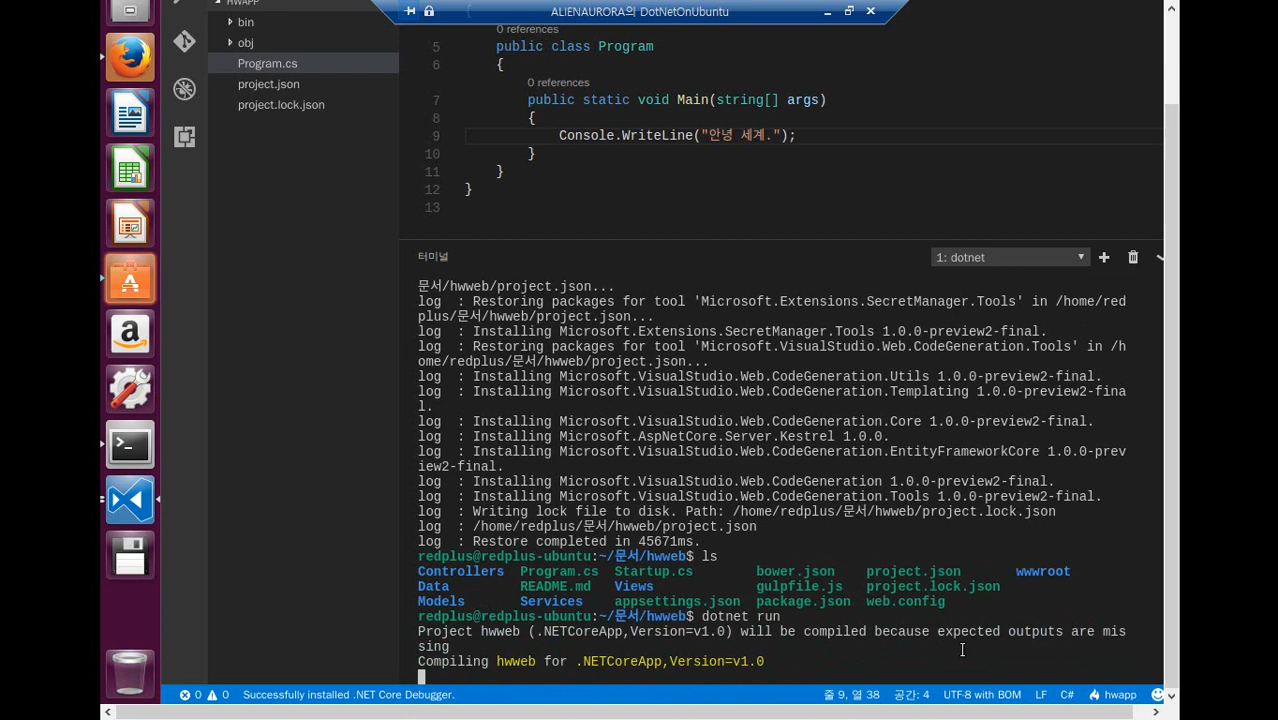 ALIENAURORA의 DotNetOnUbuntu
HWAPP
bin
obj
Program.cs
project.json
project.lock.json
0 references
5 public class Program
6 {
0 references
7 public static void Main(string[] args)
8 {
9 Console.WriteLine("안녕 세계.");
10 }
11 }
12 }
13
터미널
1: dotnet
문서/hwweb/project.json...
log  : Restoring packages for tool 'Microsoft.Extensions.SecretManager.Tools' in /home/red
plus/문서/hwweb/project.json...
log  : Installing Microsoft.Extensions.SecretManager.Tools 1.0.0-preview2-final.
log  : Restoring packages for tool 'Microsoft.VisualStudio.Web.CodeGeneration.Tools' in /h
ome/redplus/문서/hwweb/project.json...
log  : Installing Microsoft.VisualStudio.Web.CodeGeneration.Utils 1.0.0-preview2-final.
log  : Installing Microsoft.VisualStudio.Web.CodeGeneration.Templating 1.0.0-preview2-fina
l.
log  : Installing Microsoft.VisualStudio.Web.CodeGeneration.Core 1.0.0-preview2-final.
log  : Installing Microsoft.AspNetCore.Server.Kestrel 1.0.0.
log  : Installing Microsoft.VisualStudio.Web.CodeGeneration.EntityFrameworkCore 1.0.0-prev
iew2-final.
log  : Installing Microsoft.VisualStudio.Web.CodeGeneration 1.0.0-preview2-final.
log  : Installing Microsoft.VisualStudio.Web.CodeGeneration.Tools 1.0.0-preview2-final.
log  : Writing lock file to disk. Path: /home/redplus/문서/hwweb/project.lock.json
log  : /home/redplus/문서/hwweb/project.json
log  : Restore completed in 45671ms.
redplus@redplus-ubuntu:~/문서/hwweb$ ls
Controllers Program.cs Startup.cs bower.json project.json wwwroot
Data README.md Views gulpfile.js project.lock.json
Models Services appsettings.json package.json web.config
redplus@redplus-ubuntu:~/문서/hwweb$ dotnet run
Project hwweb (.NETCoreApp,Version=v1.0) will be compiled because expected outputs are mis
sing
Compiling hwweb for .NETCoreApp,Version=v1.0
0 0 Successfully installed .NET Core Debugger. 줄 9, 열 38 공간: 4 UTF-8 with BOM LF C# hwapp